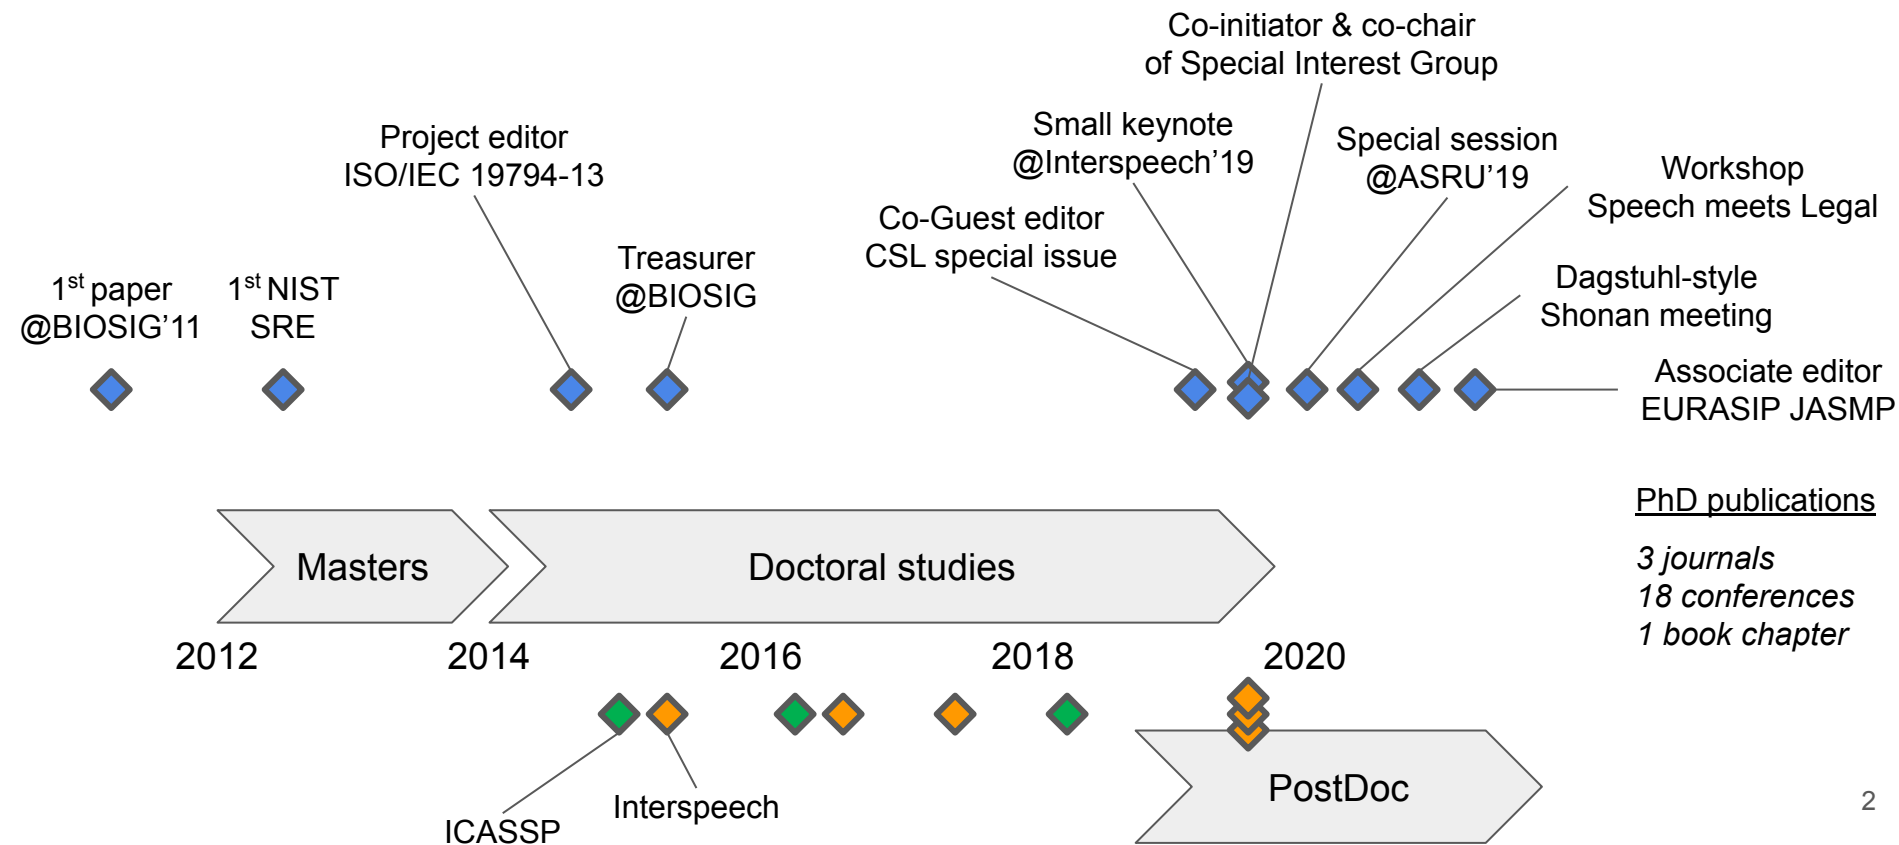 Co-initiator & co-chair
of Special Interest Group
Small keynote
@Interspeech’19
Special session
@ASRU’19
Project editor
ISO/IEC 19794-13
Workshop
Speech meets Legal
Co-Guest editor
CSL special issue
Treasurer
@BIOSIG
Dagstuhl-style
Shonan meeting
1st paper
@BIOSIG’11
1st NIST
SRE
Associate editor
EURASIP JASMP
PhD publications
3 journals
18 conferences
1 book chapter
Masters
Doctoral studies
2012
2014
2016
2018
2020
ICASSP
Interspeech
PostDoc
2